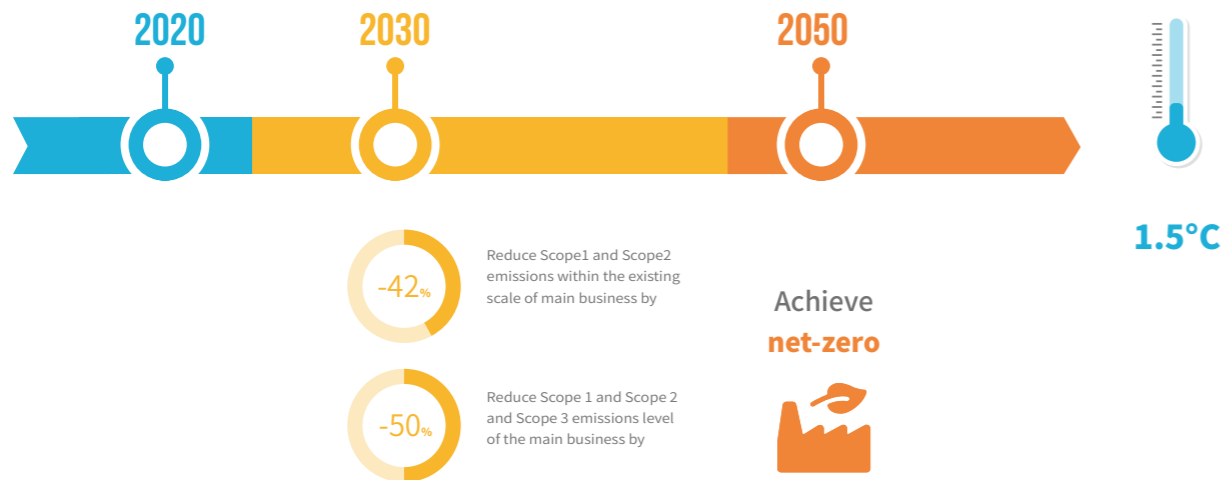 2020
2030
2050
1.5°C
-42%
Reduce Scope1 and Scope2
emissions within the existing
scale of main business by
-50%
Reduce Scope 1 and Scope 2
and Scope 3 emissions level
of the main business by
Achieve
net-zero